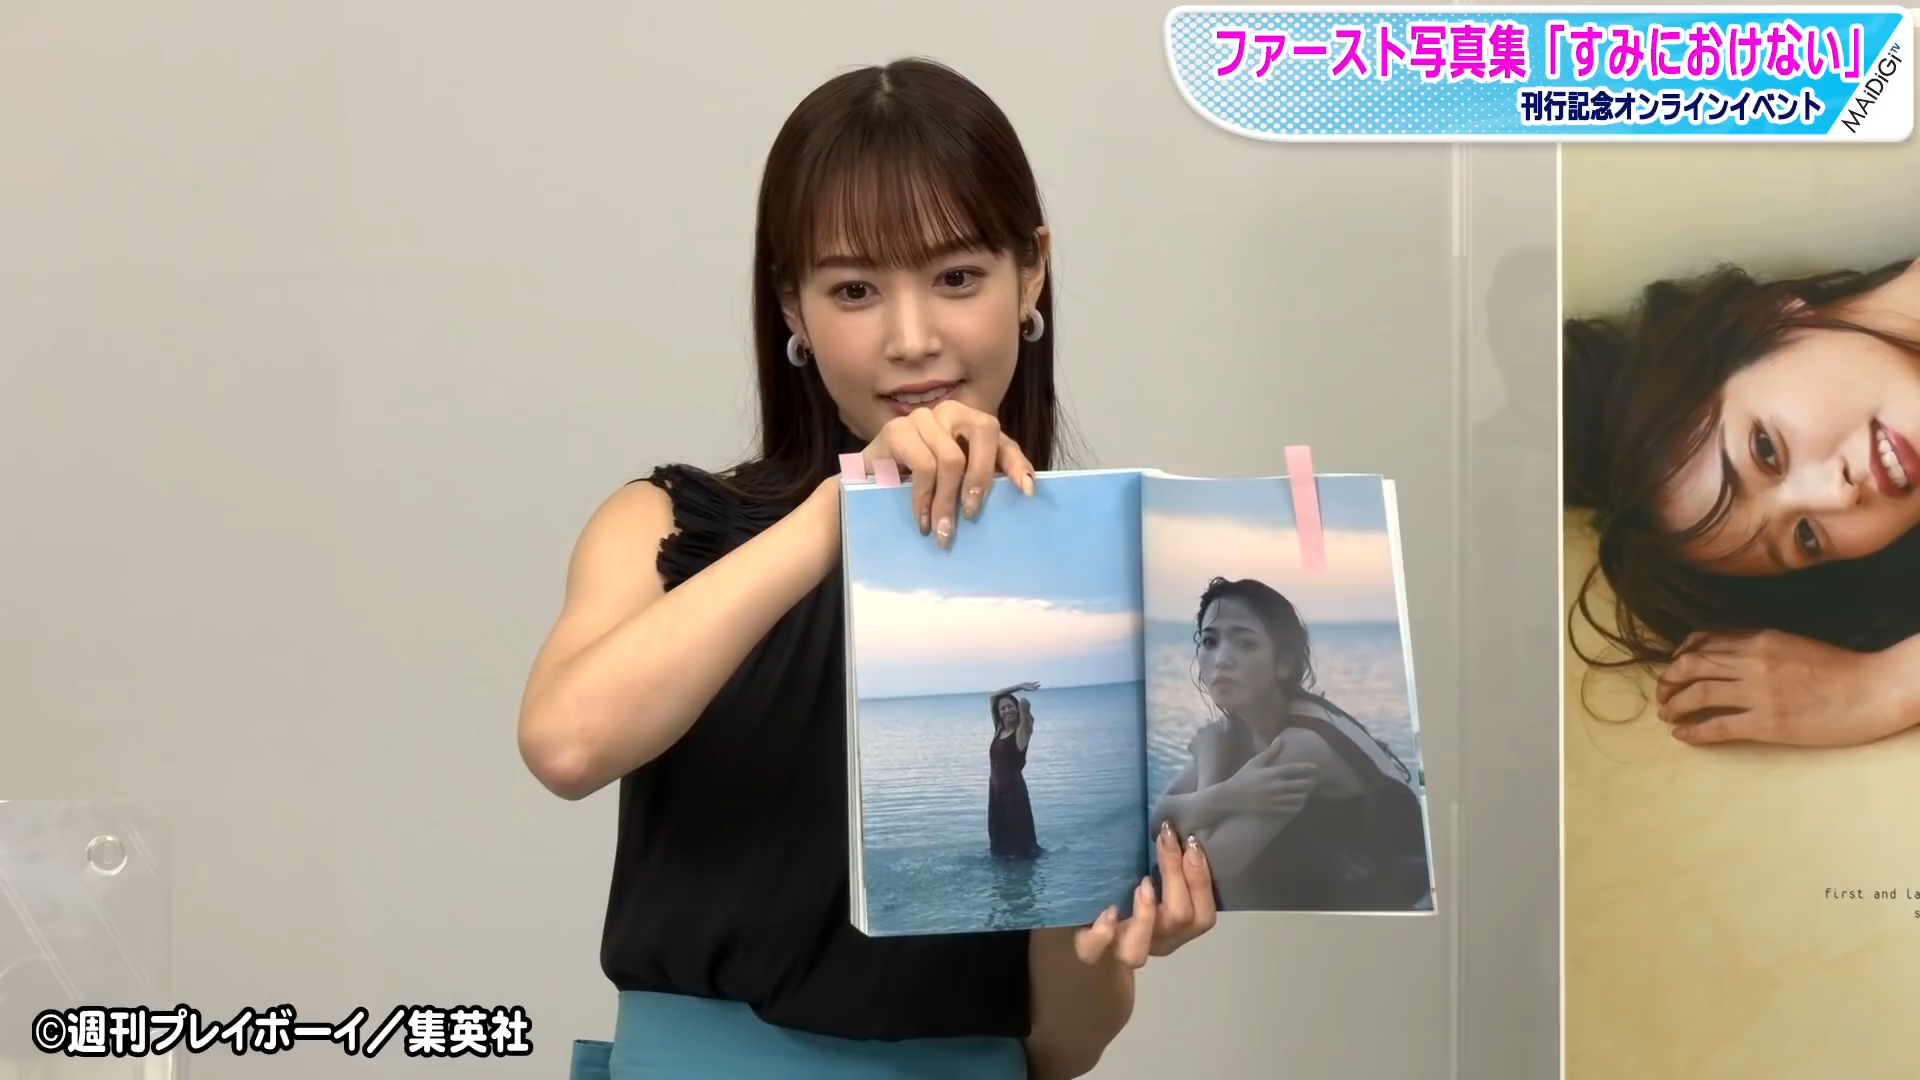 ファースト写真集「すみにおけない」
刊行記念オンラインイベント
MAiDiGiTV
first and la
s
©週刊プレイボーイ／集英社